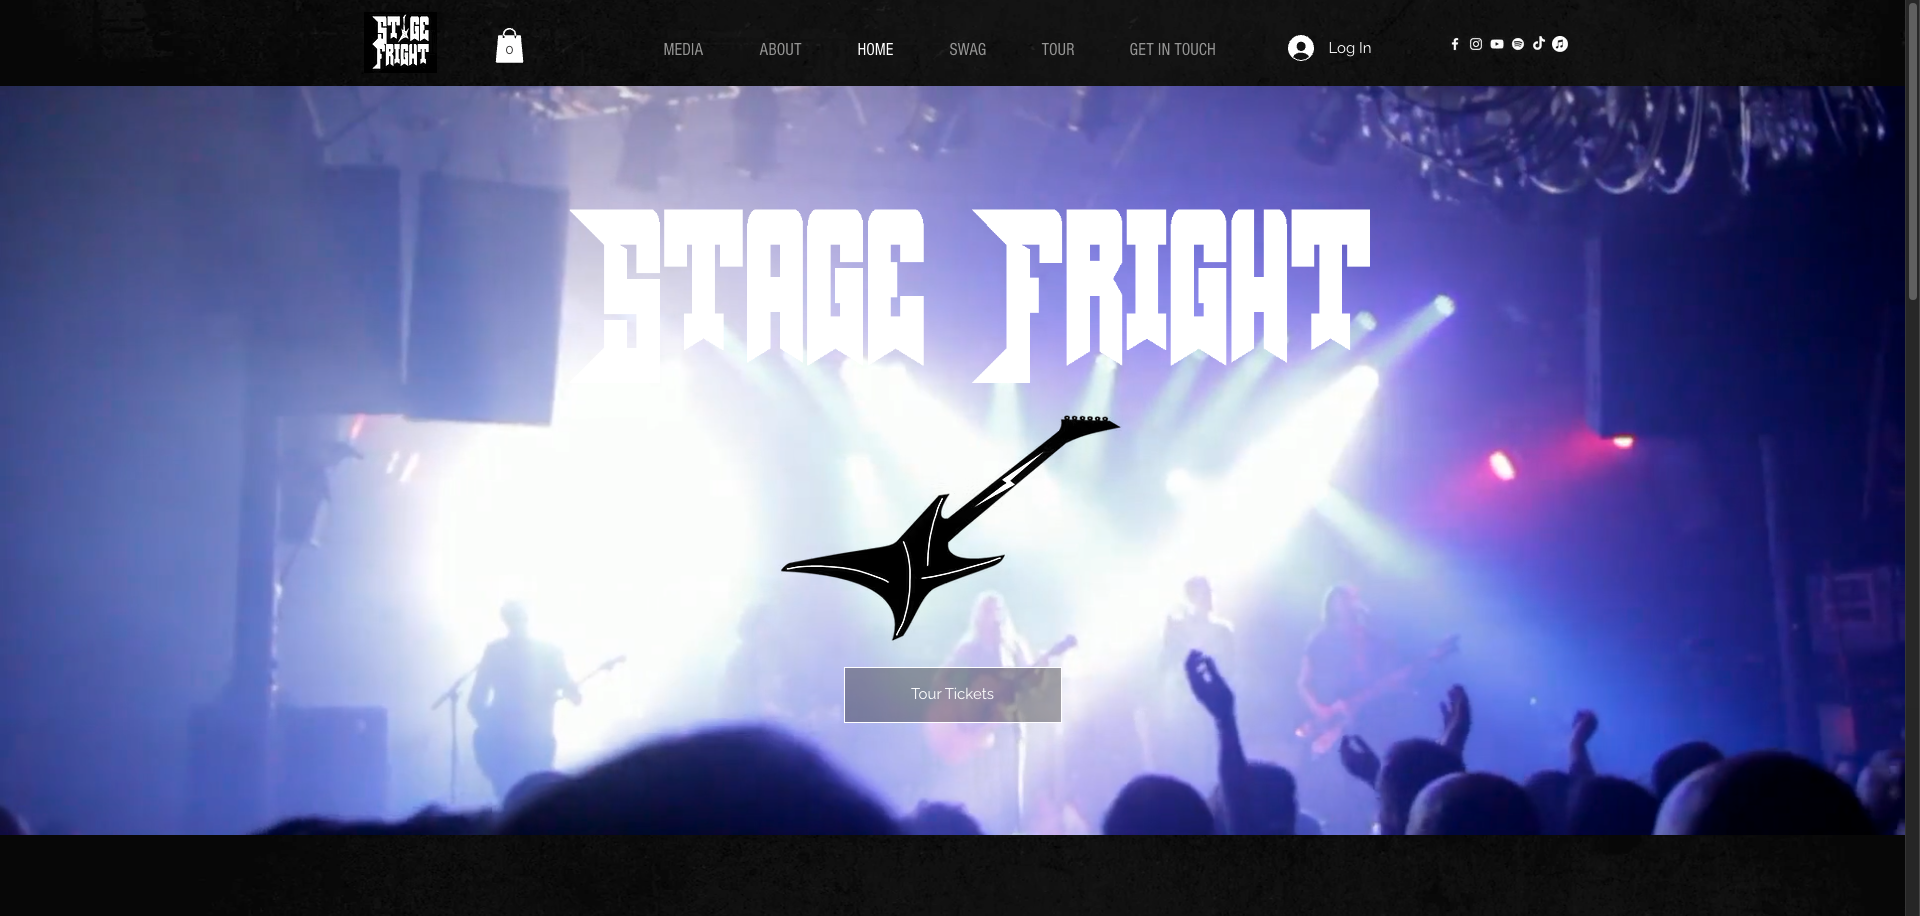 STAGE
FRIGHT
0
MEDIA
ABOUT
HOME
SWAG
TOUR
GET IN TOUCH
Log In
STAGE FRIGHT
Tour Tickets